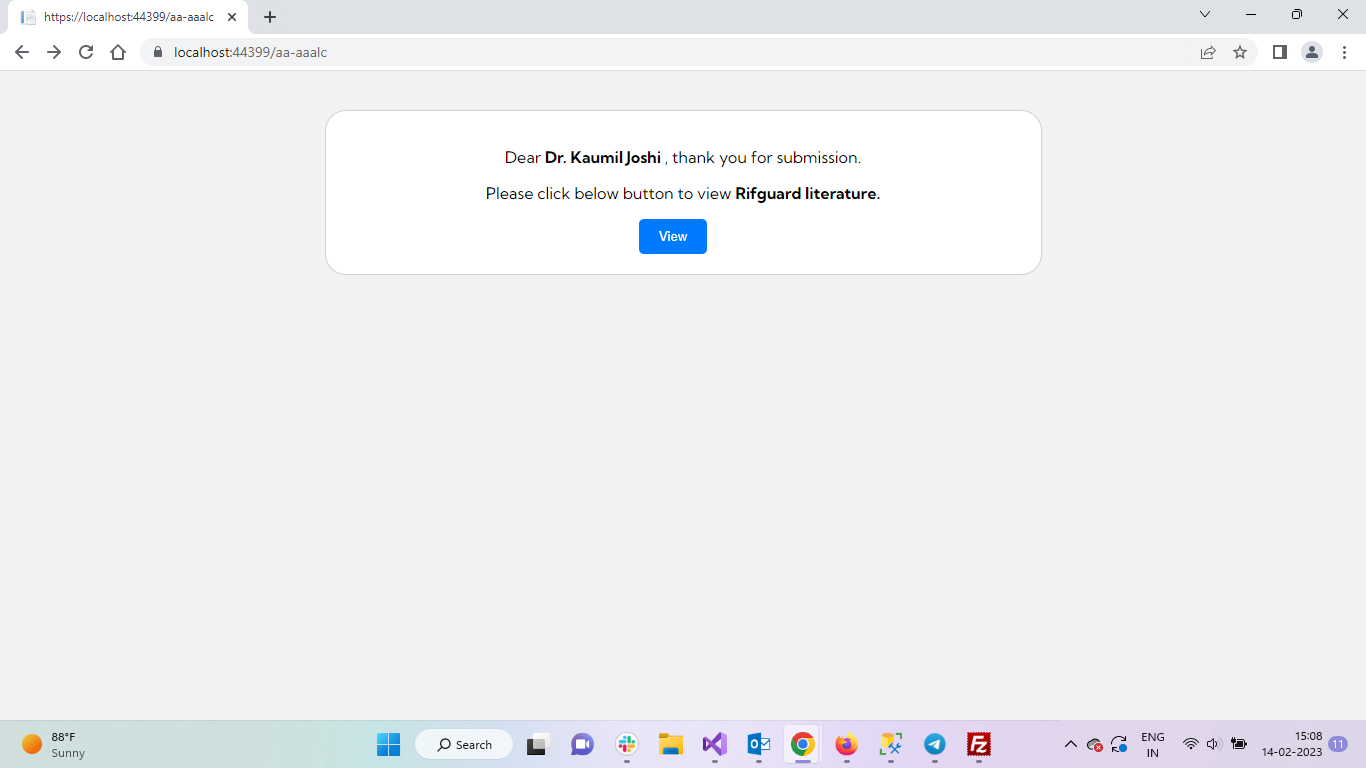 https://localhost:44399/aa-aaalc
localhost:44399/aa-aaalc
Dear Dr. Kaumil Joshi , thank you for submission.
Please click below button to view Rifguard literature.
View
88°F
Sunny
Search
ENG
IN
15:08
14-02-2023
11